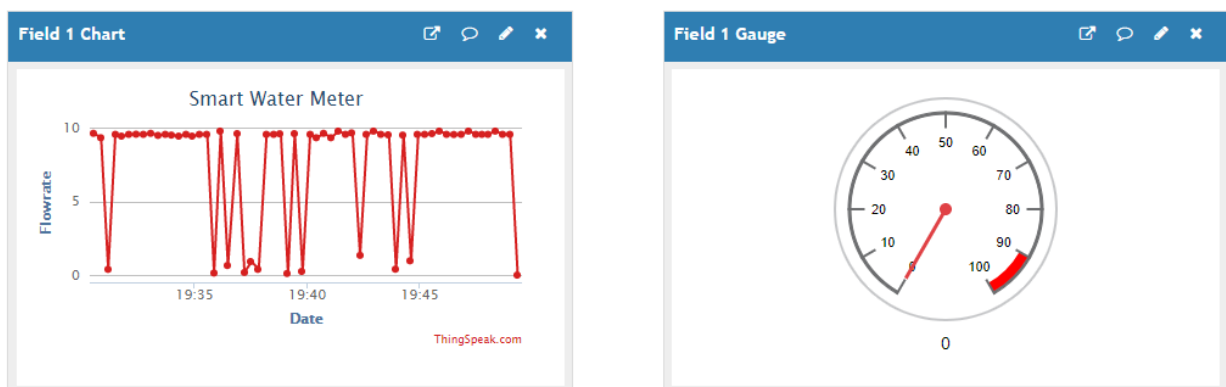 Field 1 Chart
Smart Water Meter
10
5
0
Flowrate
19:35 19:40 19:45
Date
ThingSpeak.com
Field 1 Gauge
0
10
20
30
40
50
60
70
80
90
100
0